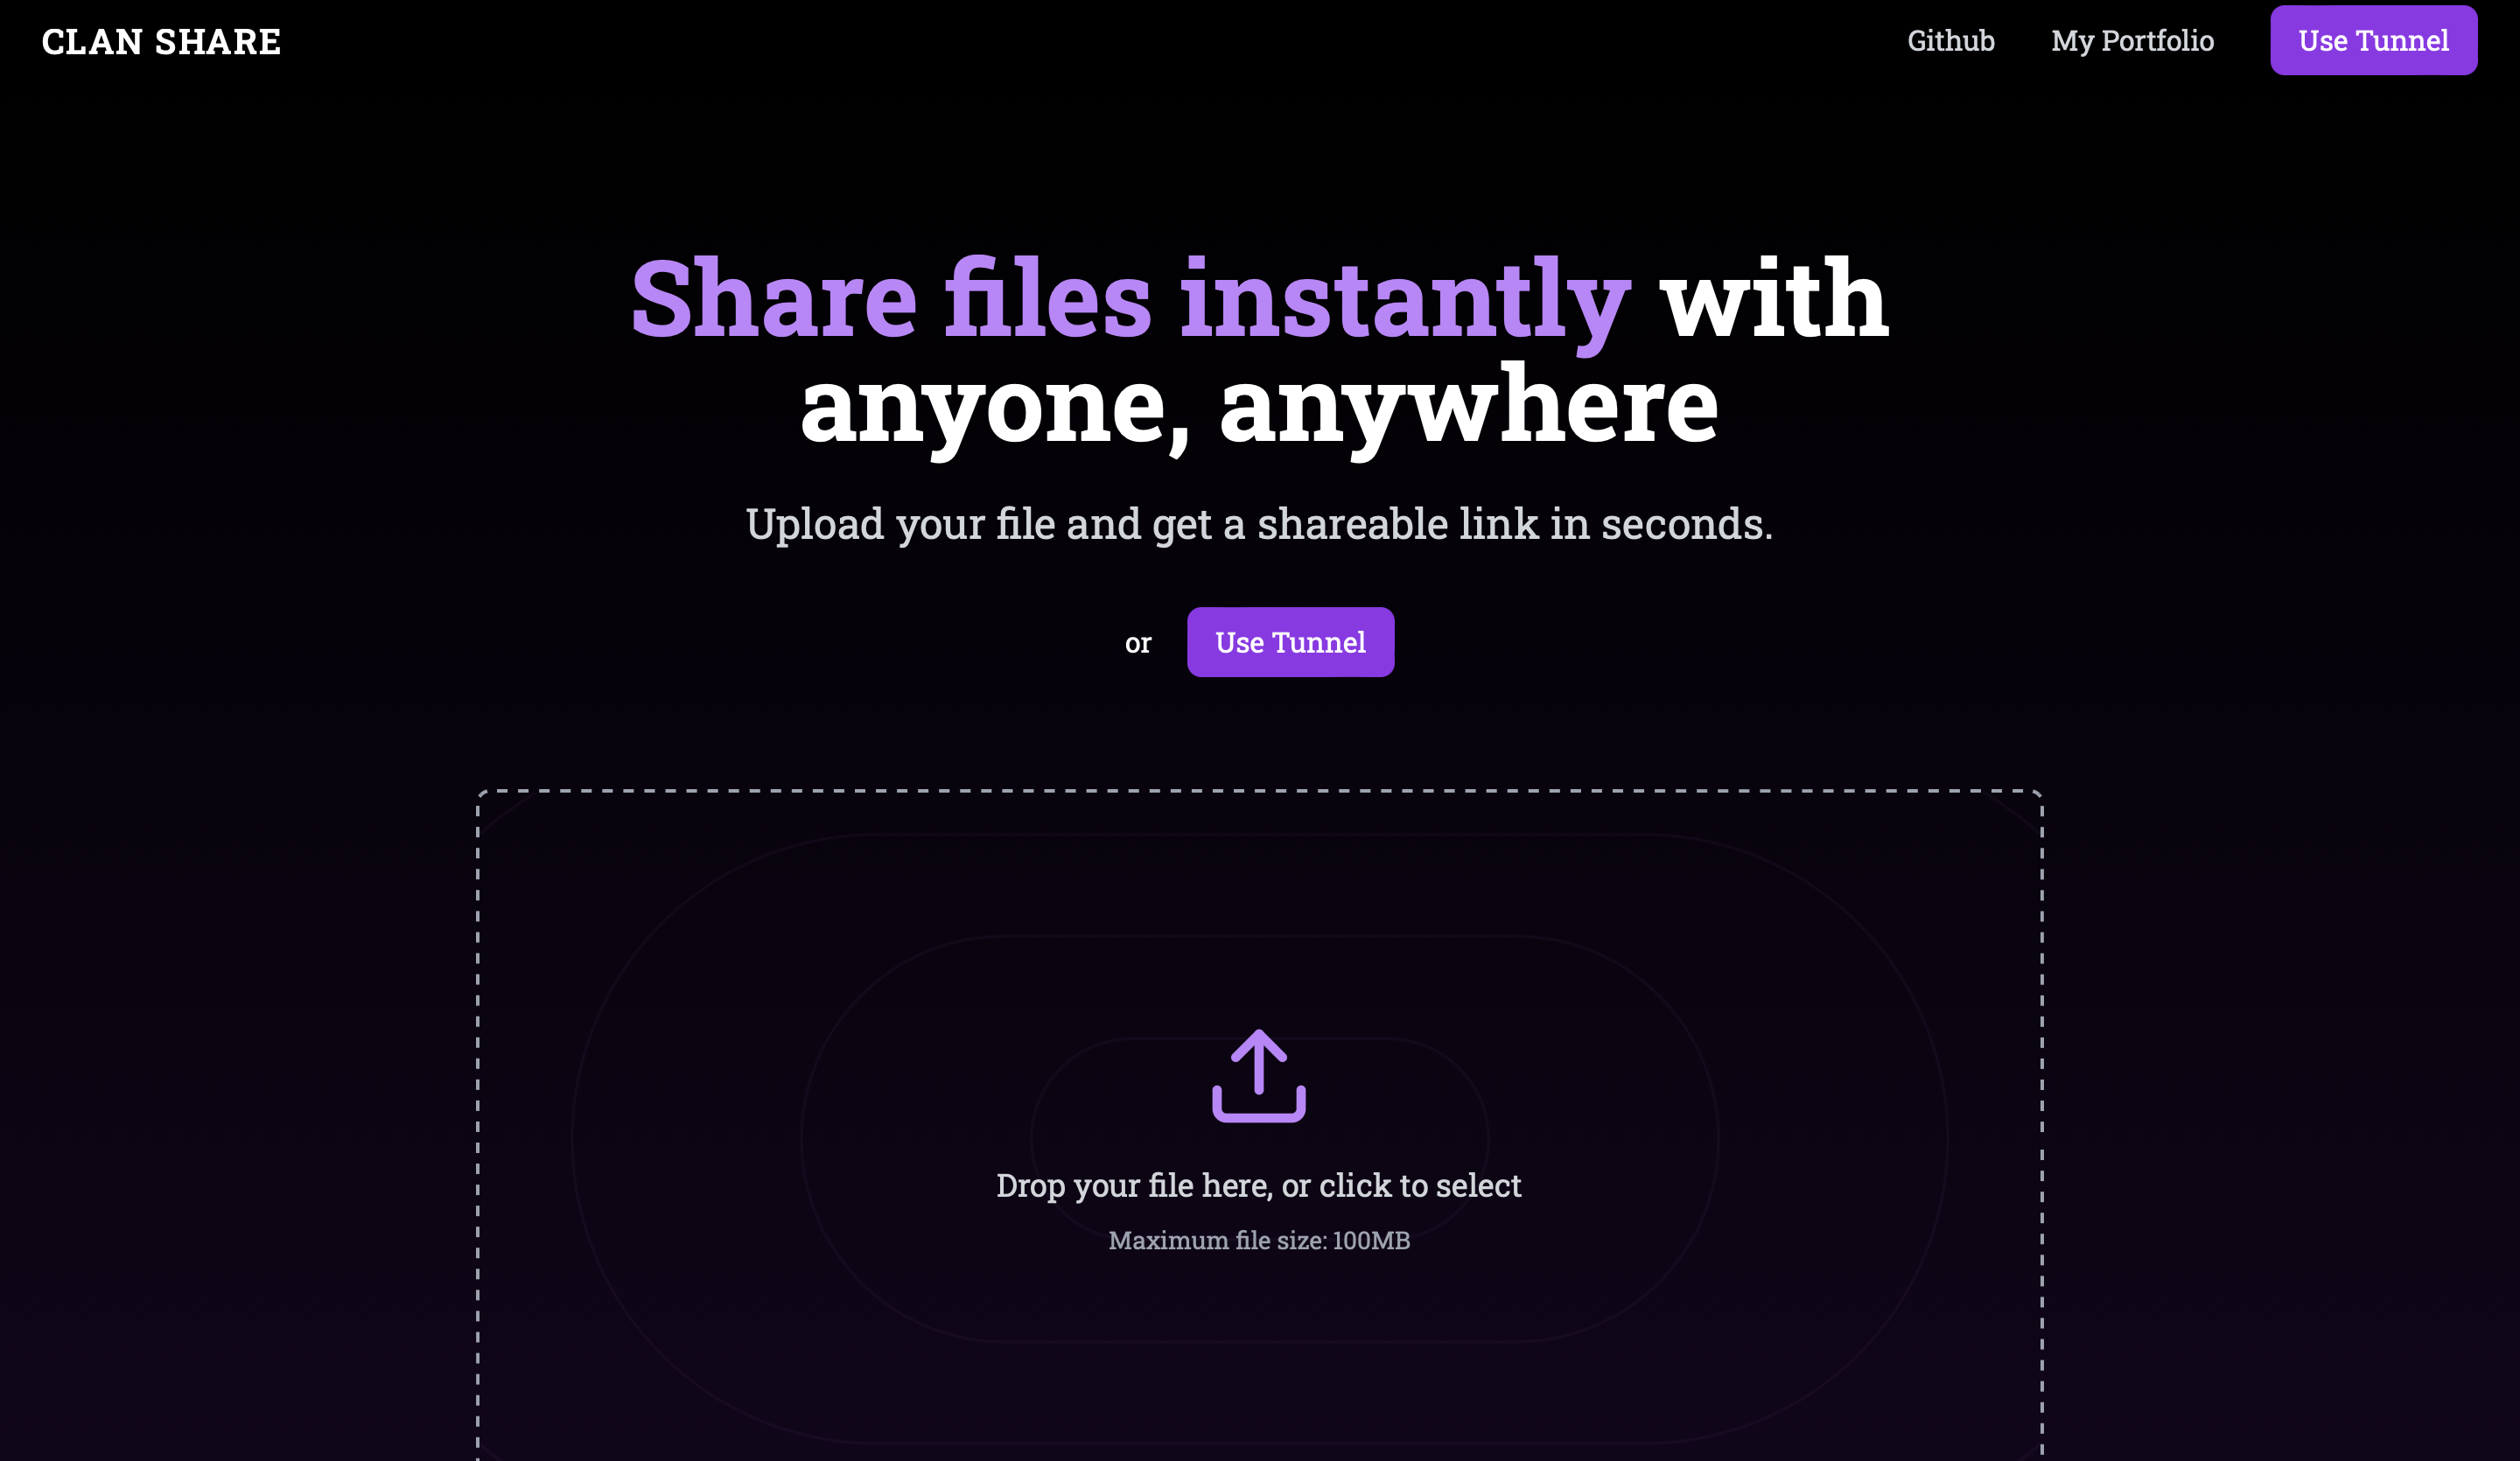 CLAN SHARE
Github
My Portfolio
Use Tunnel
Share files instantly with
anyone, anywhere
Upload your file and get a shareable link in seconds.
or
Use Tunnel
Drop your file here, or click to select
Maximum file size: 100MB